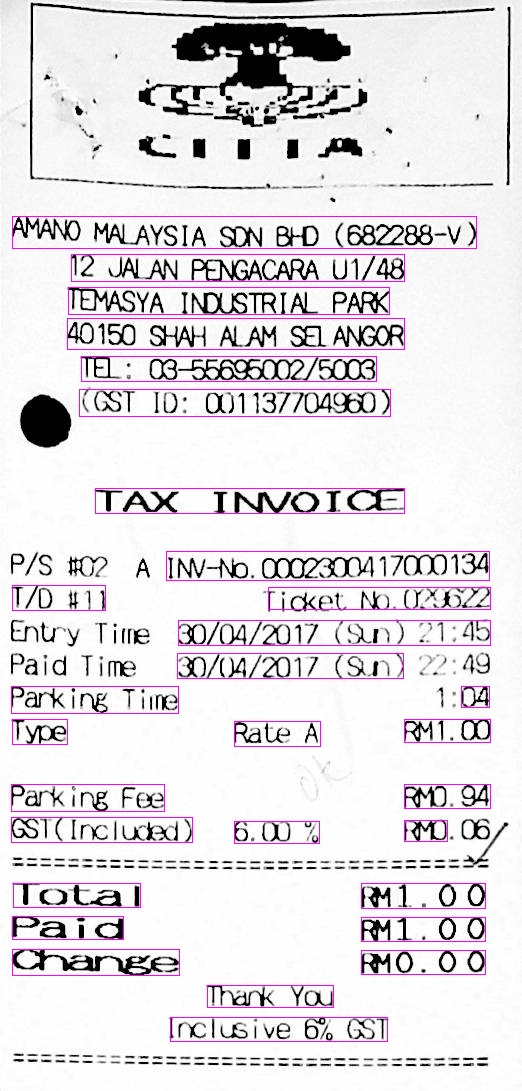 AMANO MALAYSIA SDN BHD (682288-V)
12 JALAN PENGACARA U1/48
TEMASYA INDUSTRIAL PARK
40150 SHAH ALAM SELANGOR
TEL: 03-55695002/5003
(GST ID: 001137704960)
TAX INVOICE
P/S #02 A INV-No.0002300417000134
T/D #11 Ticket No.029622
Entry Time 30/04/2017 (Sun) 21:45
Paid Time 30/04/2017 (Sun) 22:49
Parking Time 1:04
Type Rate A RM1.00
ok
Parking Fee RM0.94
GST(Included) 6.00 % RM0.06
Total RM1.00
Paid RM1.00
Change RM0.00
Thank You
Inclusive 6% GST